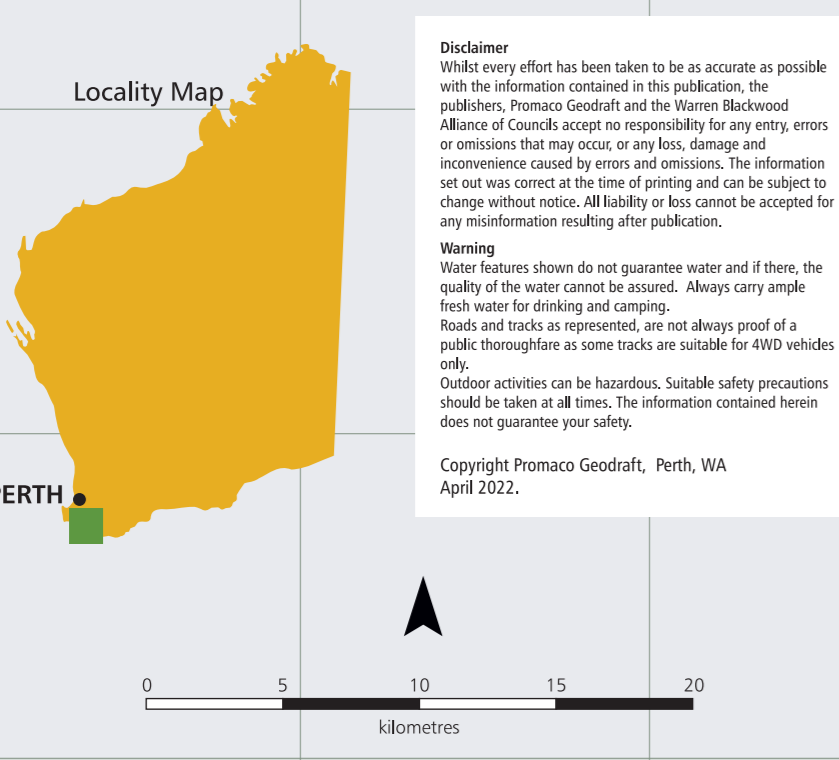 Locality Map
PERTH
Disclaimer
Whilst every effort has been taken to be as accurate as possible
with the information contained in this publication, the
publishers, Promaco Geodraft and the Warren Blackwood
Alliance of Councils accept no responsibility for any entry, errors
or omissions that may occur, or any loss, damage and
inconvenience caused by errors and omissions. The information
set out was correct at the time of printing and can be subject to
change without notice. All liability or loss cannot be accepted for
any misinformation resulting after publication.
Warning
Water features shown do not guarantee water and if there, the
quality of the water cannot be assured. Always carry ample
fresh water for drinking and camping.
Roads and tracks as represented, are not always proof of a
public thoroughfare as some tracks are suitable for 4WD vehicles
only.
Outdoor activities can be hazardous. Suitable safety precautions
should be taken at all times. The information contained herein
does not guarantee your safety.
Copyright Promaco Geodraft, Perth, WA
April 2022.
0 5 10 15 20
kilometres